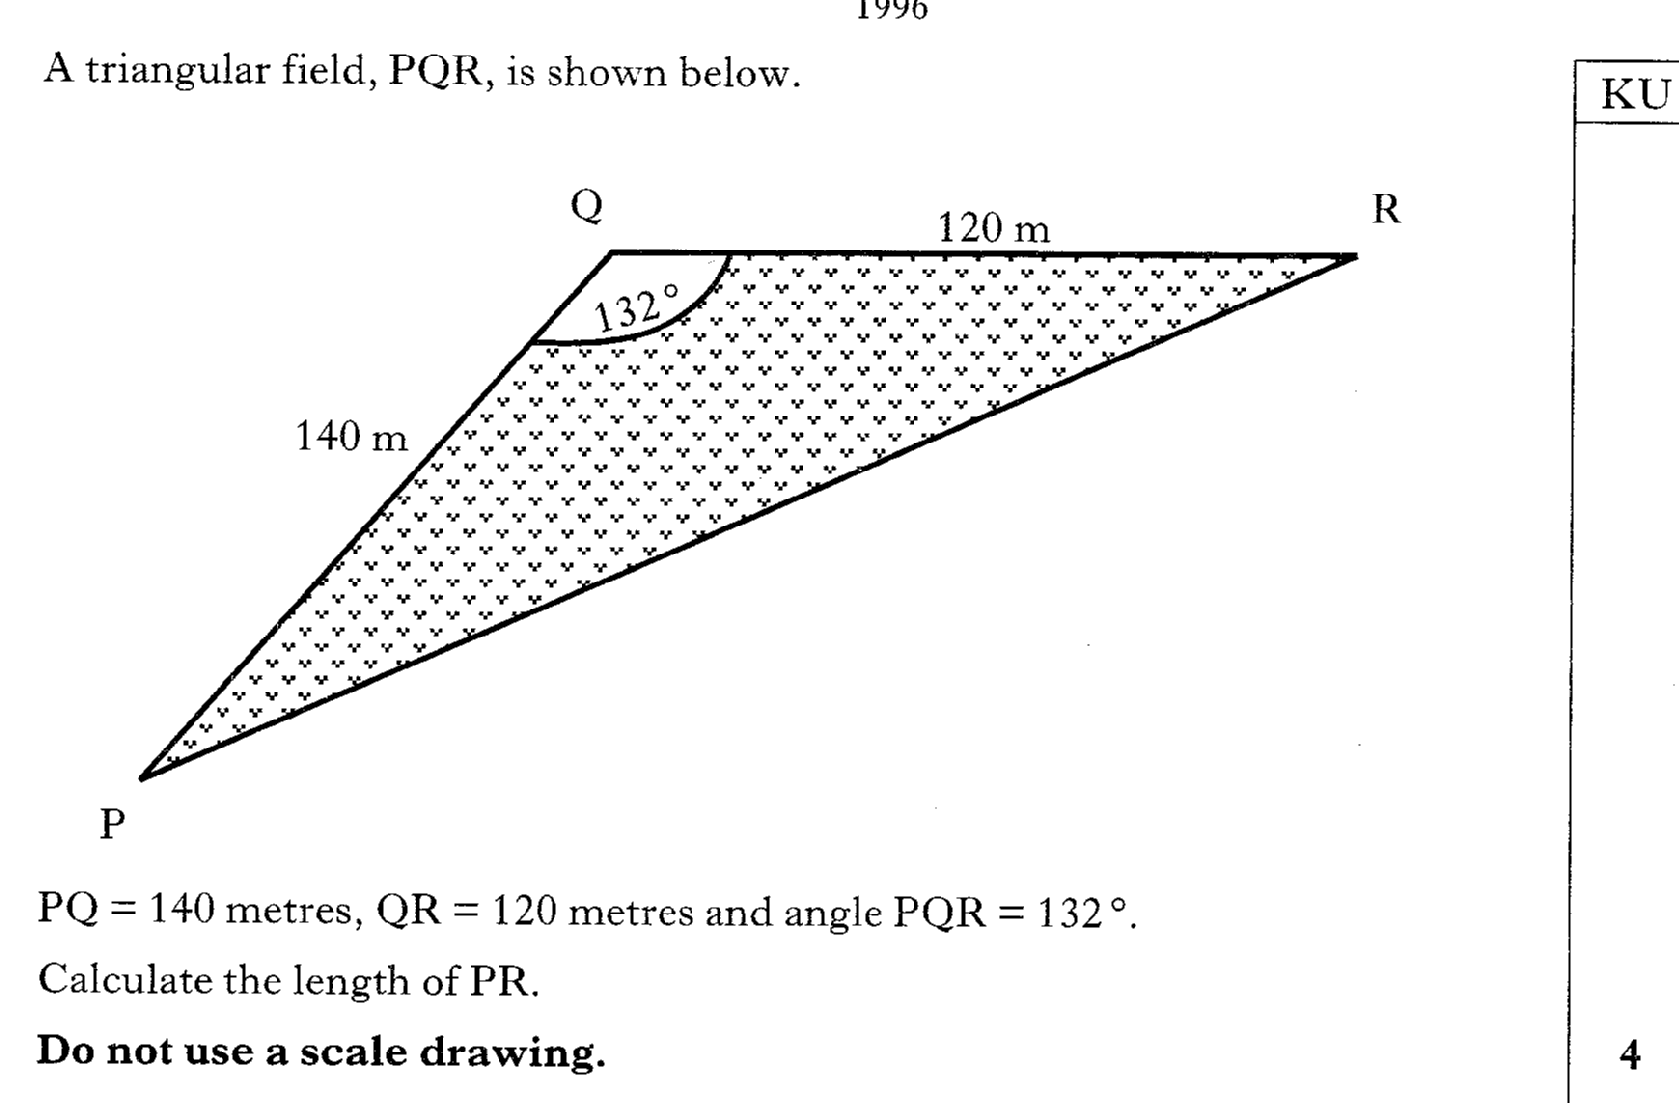 1996
A triangular field, PQR, is shown below.
KU
Q
R
120 m
132°
140 m
P
PQ = 140 metres, QR = 120 metres and angle PQR = 132°.
Calculate the length of PR.
Do not use a scale drawing.
4